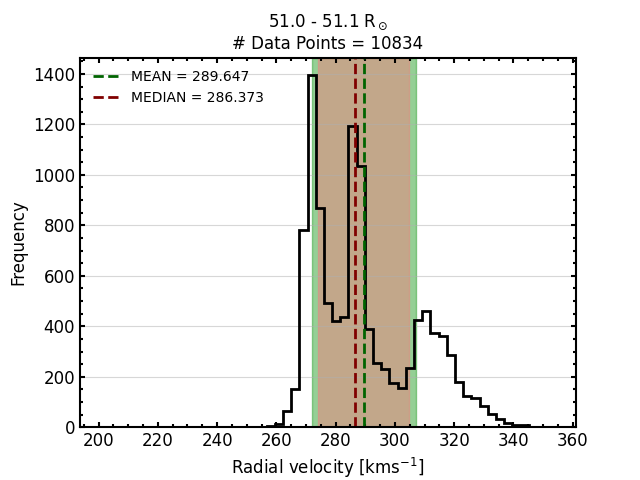 51.0 - 51.1 R⊙
# Data Points = 10834
MEAN = 289.647
MEDIAN = 286.373
1400
1200
1000
800
600
400
200
0
Frequency
200 220 240 260 280 300 320 340 360
Radial velocity [kms⁻¹]